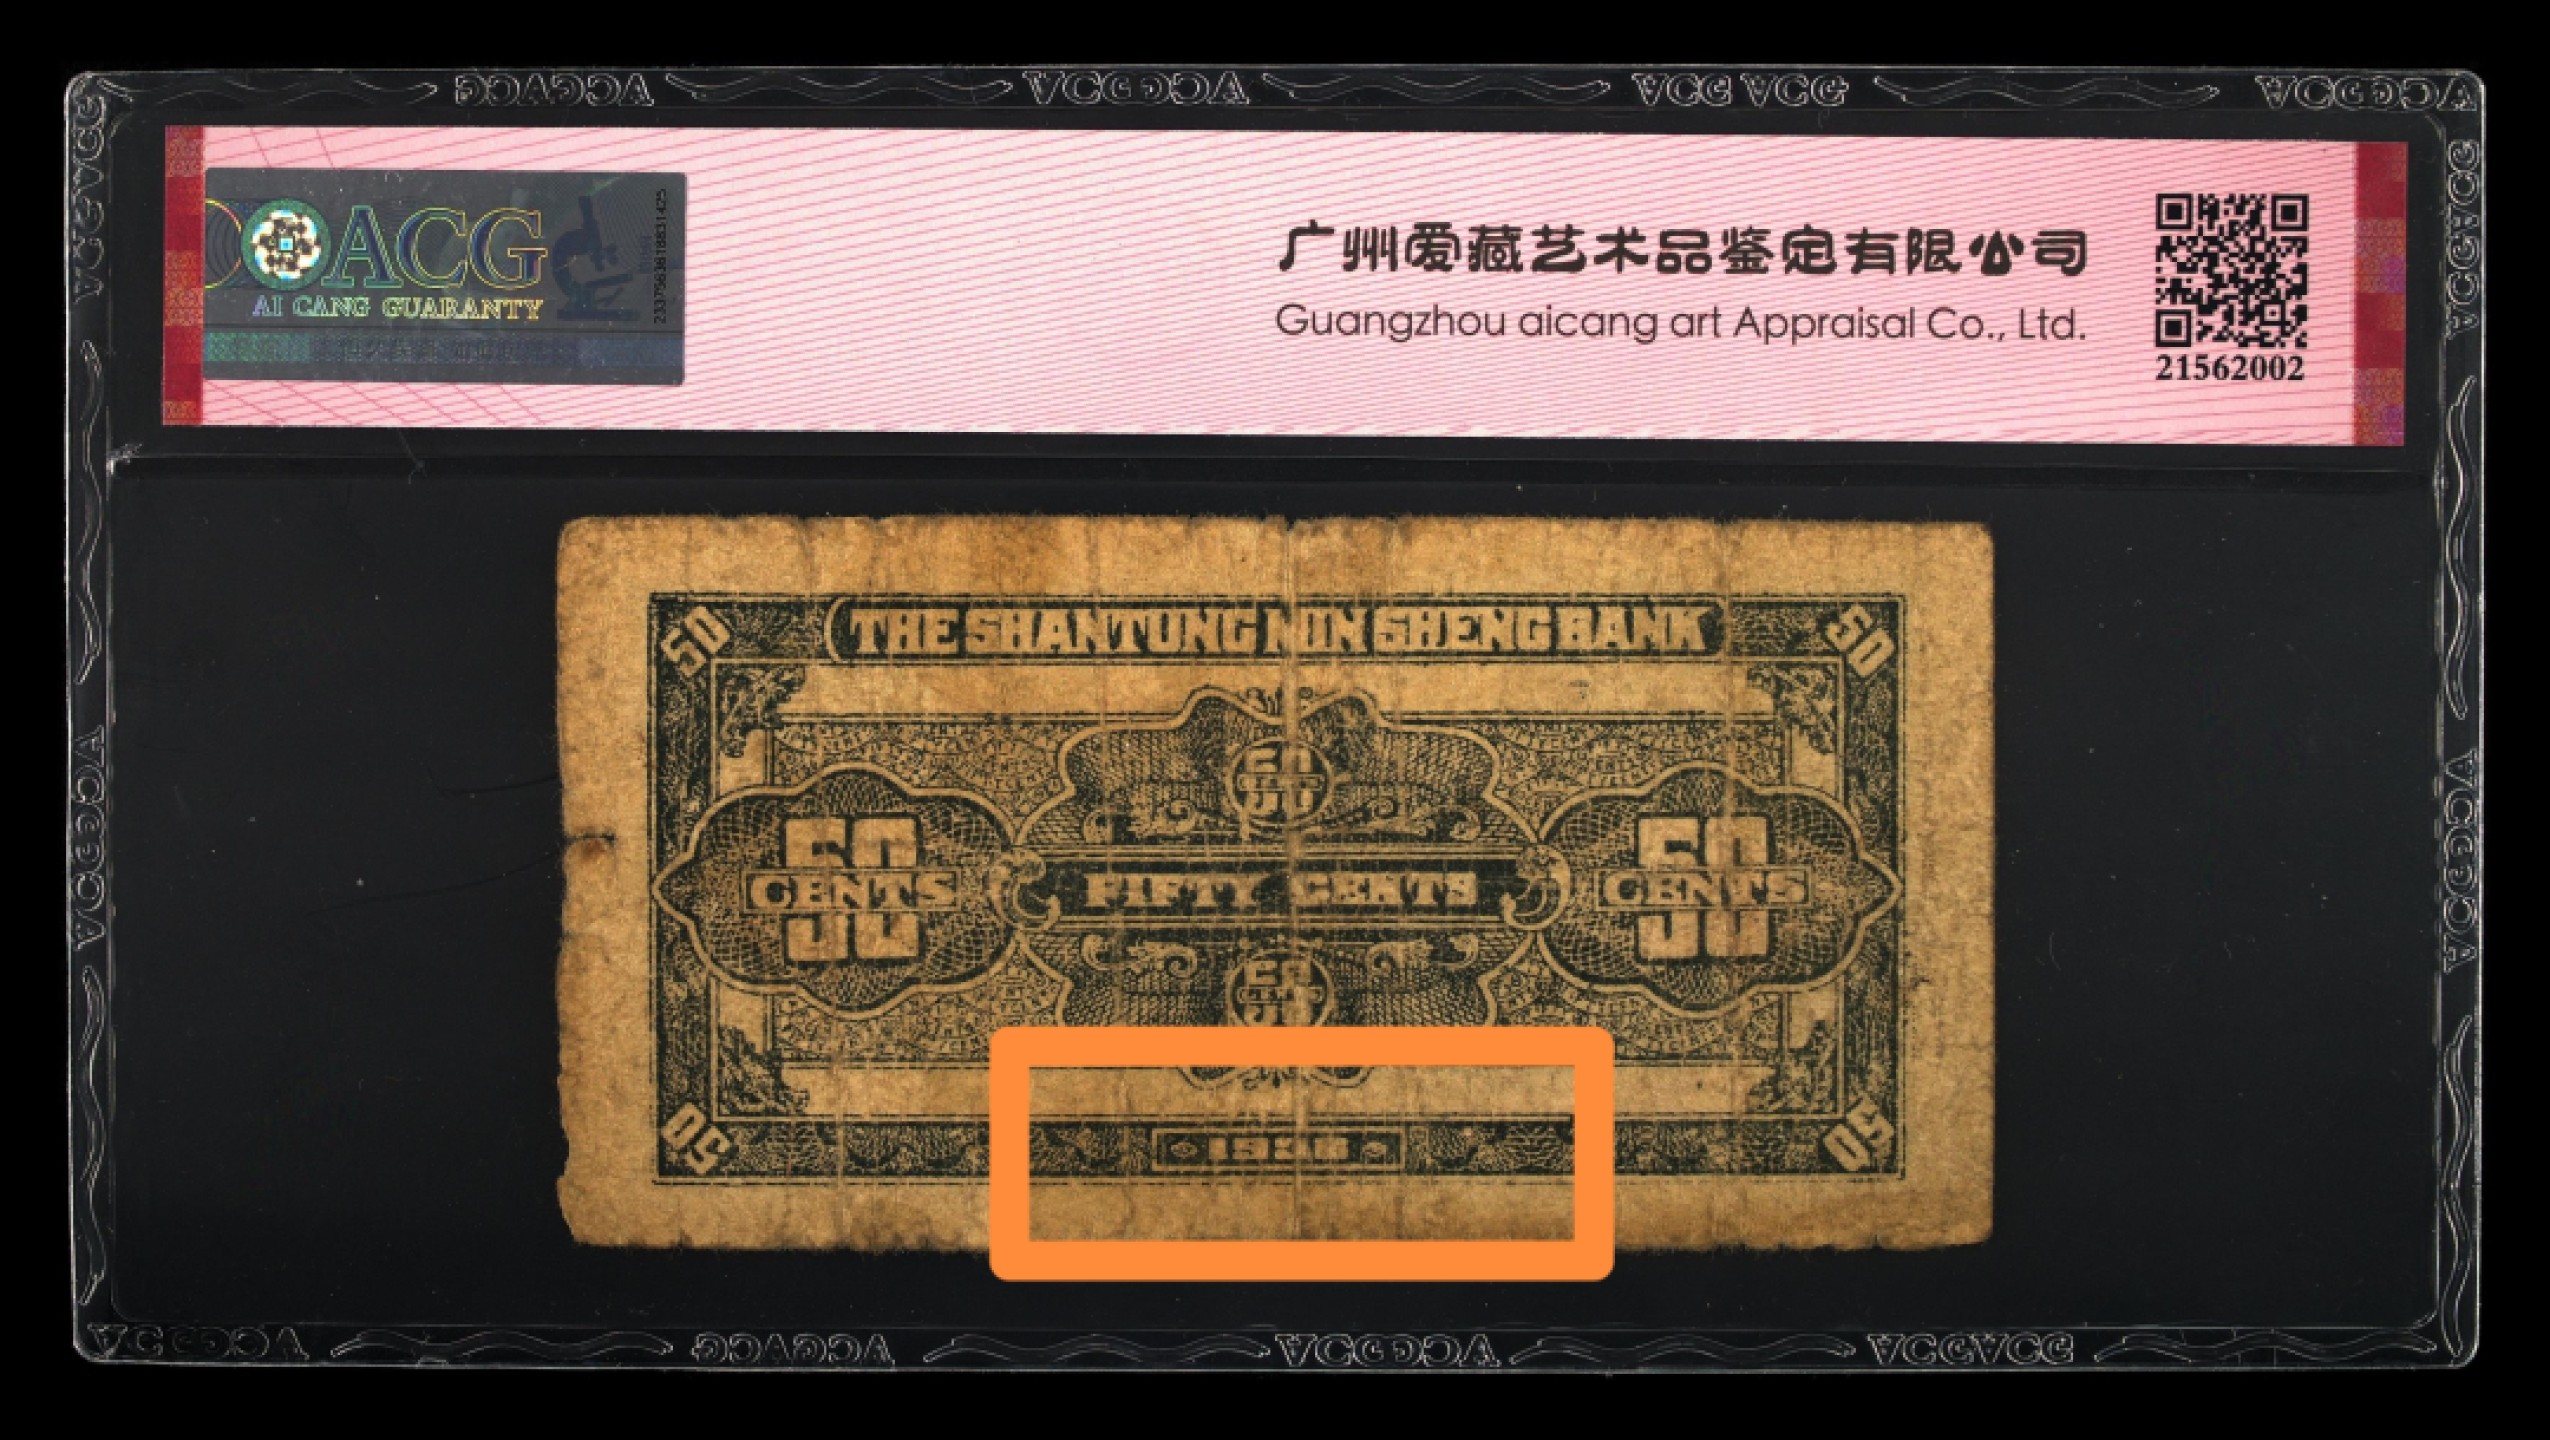 ACG
AI CANG GUARANTY
广州爱藏艺术品鉴定有限公司
Guangzhou aicang art Appraisal Co., Ltd.
21562002
50 THE SHANTUNG MIN SHENG BANK 50
50
50 CENTS FIFTY CENTS 50 CENTS
50
50 1936 50